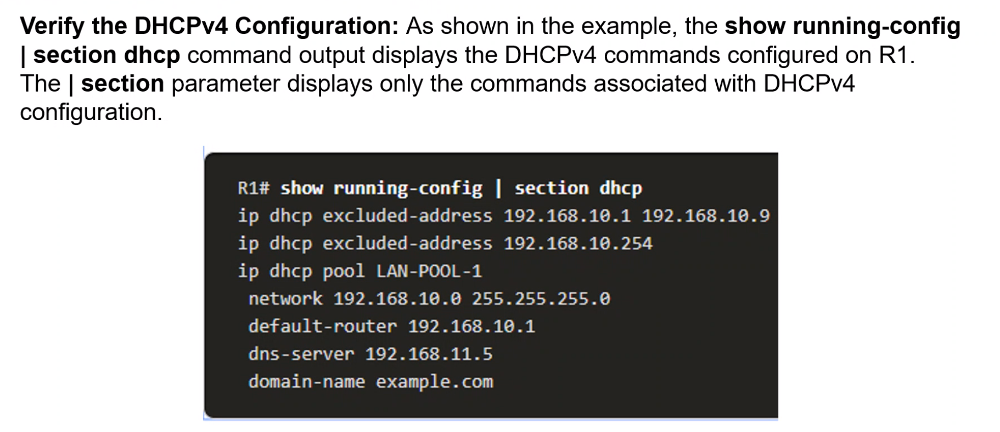 Verify the DHCPv4 Configuration: As shown in the example, the show running-config
| section dhcp command output displays the DHCPv4 commands configured on R1.
The | section parameter displays only the commands associated with DHCPv4
configuration.
R1# show running-config | section dhcp
ip dhcp excluded-address 192.168.10.1 192.168.10.9
ip dhcp excluded-address 192.168.10.254
ip dhcp pool LAN-POOL-1
 network 192.168.10.0 255.255.255.0
 default-router 192.168.10.1
 dns-server 192.168.11.5
 domain-name example.com